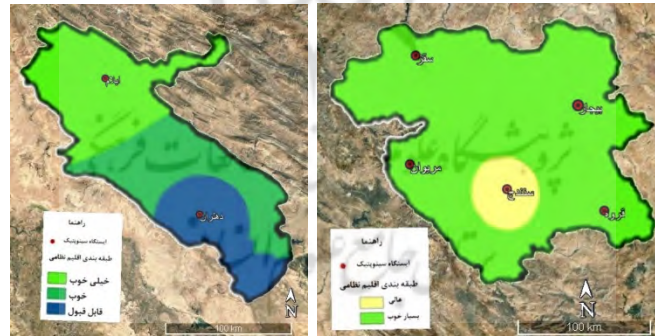 ایلام
دهلران
راهنما
ایستگاه سینوپتیک
طبقه بندی اقلیم نظامی
خیلی خوب
خوب
قابل قبول
N
100 km
سقز
بیجار
مریوان
سنندج
قروه
راهنما
ایستگاه سینوپتیک
طبقه بندی اقلیم نظامی
عالی
بسیار خوب
N
100 km